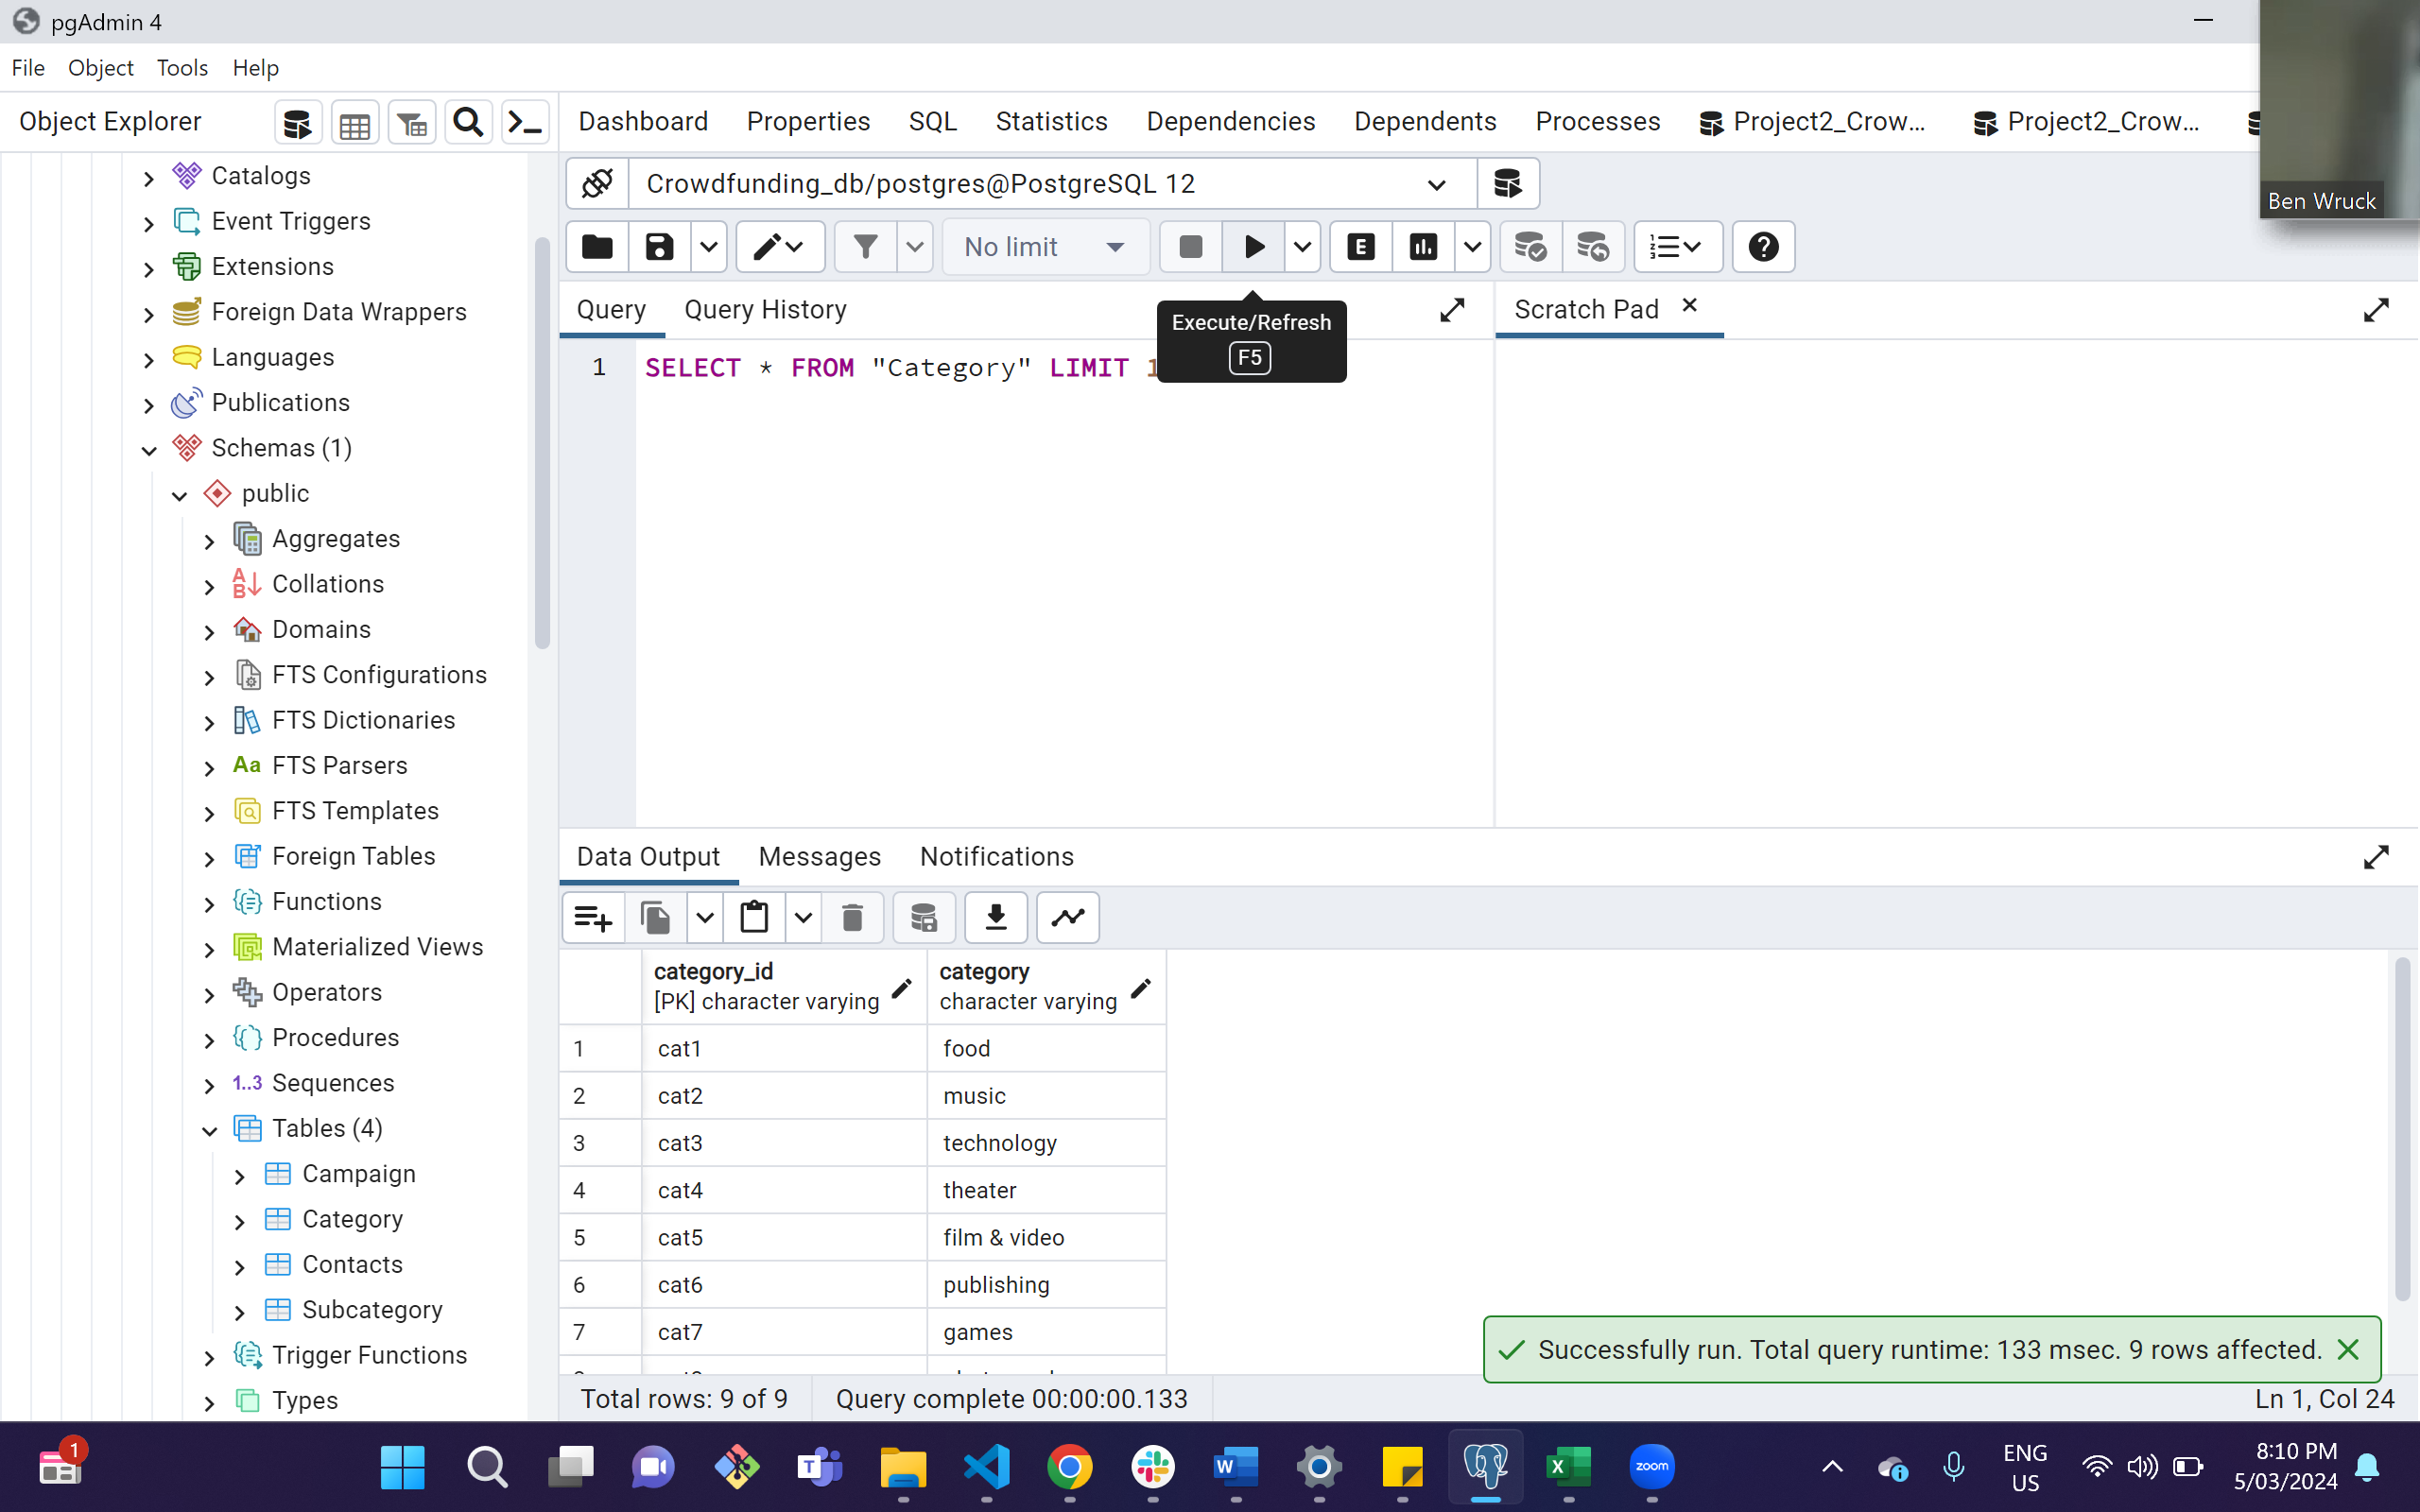 pgAdmin 4
File Object Tools Help
Object Explorer
Dashboard Properties SQL Statistics Dependencies Dependents Processes Project2_Crow... Project2_Crow...
Ben Wruck
Catalogs
Event Triggers
Extensions
Foreign Data Wrappers
Languages
Publications
Schemas (1)
public
Aggregates
Collations
Domains
FTS Configurations
FTS Dictionaries
Aa FTS Parsers
FTS Templates
Foreign Tables
Functions
Materialized Views
Operators
Procedures
1..3 Sequences
Tables (4)
Campaign
Category
Contacts
Subcategory
Trigger Functions
Types
Crowdfunding_db/postgres@PostgreSQL 12
No limit
E
Query Query History
Execute/Refresh
F5
Scratch Pad
1 SELECT * FROM "Category" LIMIT
Data Output Messages Notifications
category_id category
[PK] character varying character varying
1 cat1 food
2 cat2 music
3 cat3 technology
4 cat4 theater
5 cat5 film & video
6 cat6 publishing
7 cat7 games
Successfully run. Total query runtime: 133 msec. 9 rows affected.
Total rows: 9 of 9 Query complete 00:00:00.133 Ln 1, Col 24
1
zoom
ENG
US
8:10 PM
5/03/2024